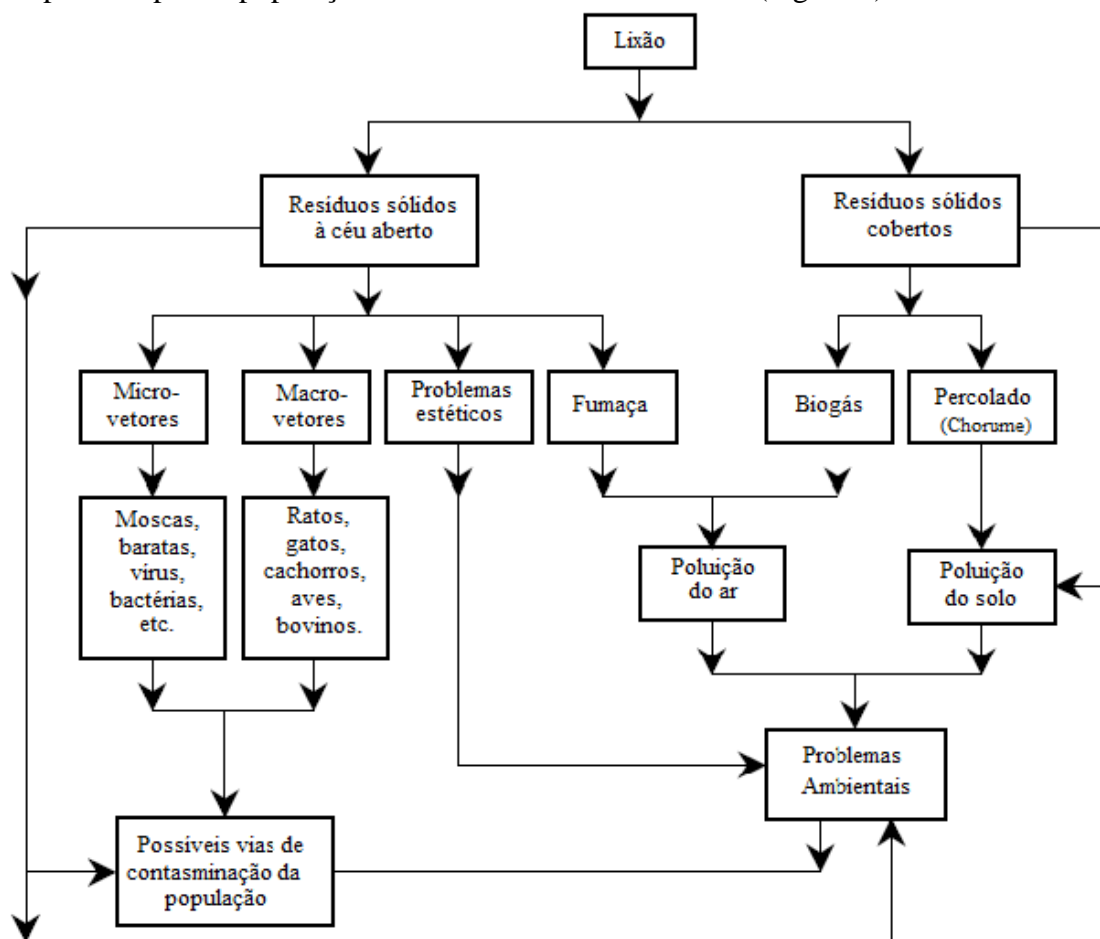 Lixão
Resíduos sólidos
à céu aberto
Resíduos sólidos
cobertos
Micro-
vetores
Macro-
vetores
Problemas
estéticos
Fumaça
Biogás
Percolado
(Chorume)
Moscas,
baratas,
vírus,
bactérias,
etc.
Ratos,
gatos,
cachorros,
aves,
bovinos.
Poluição
do ar
Poluição
do solo
Problemas
Ambientais
Possíveis vias de
contasminação da
população